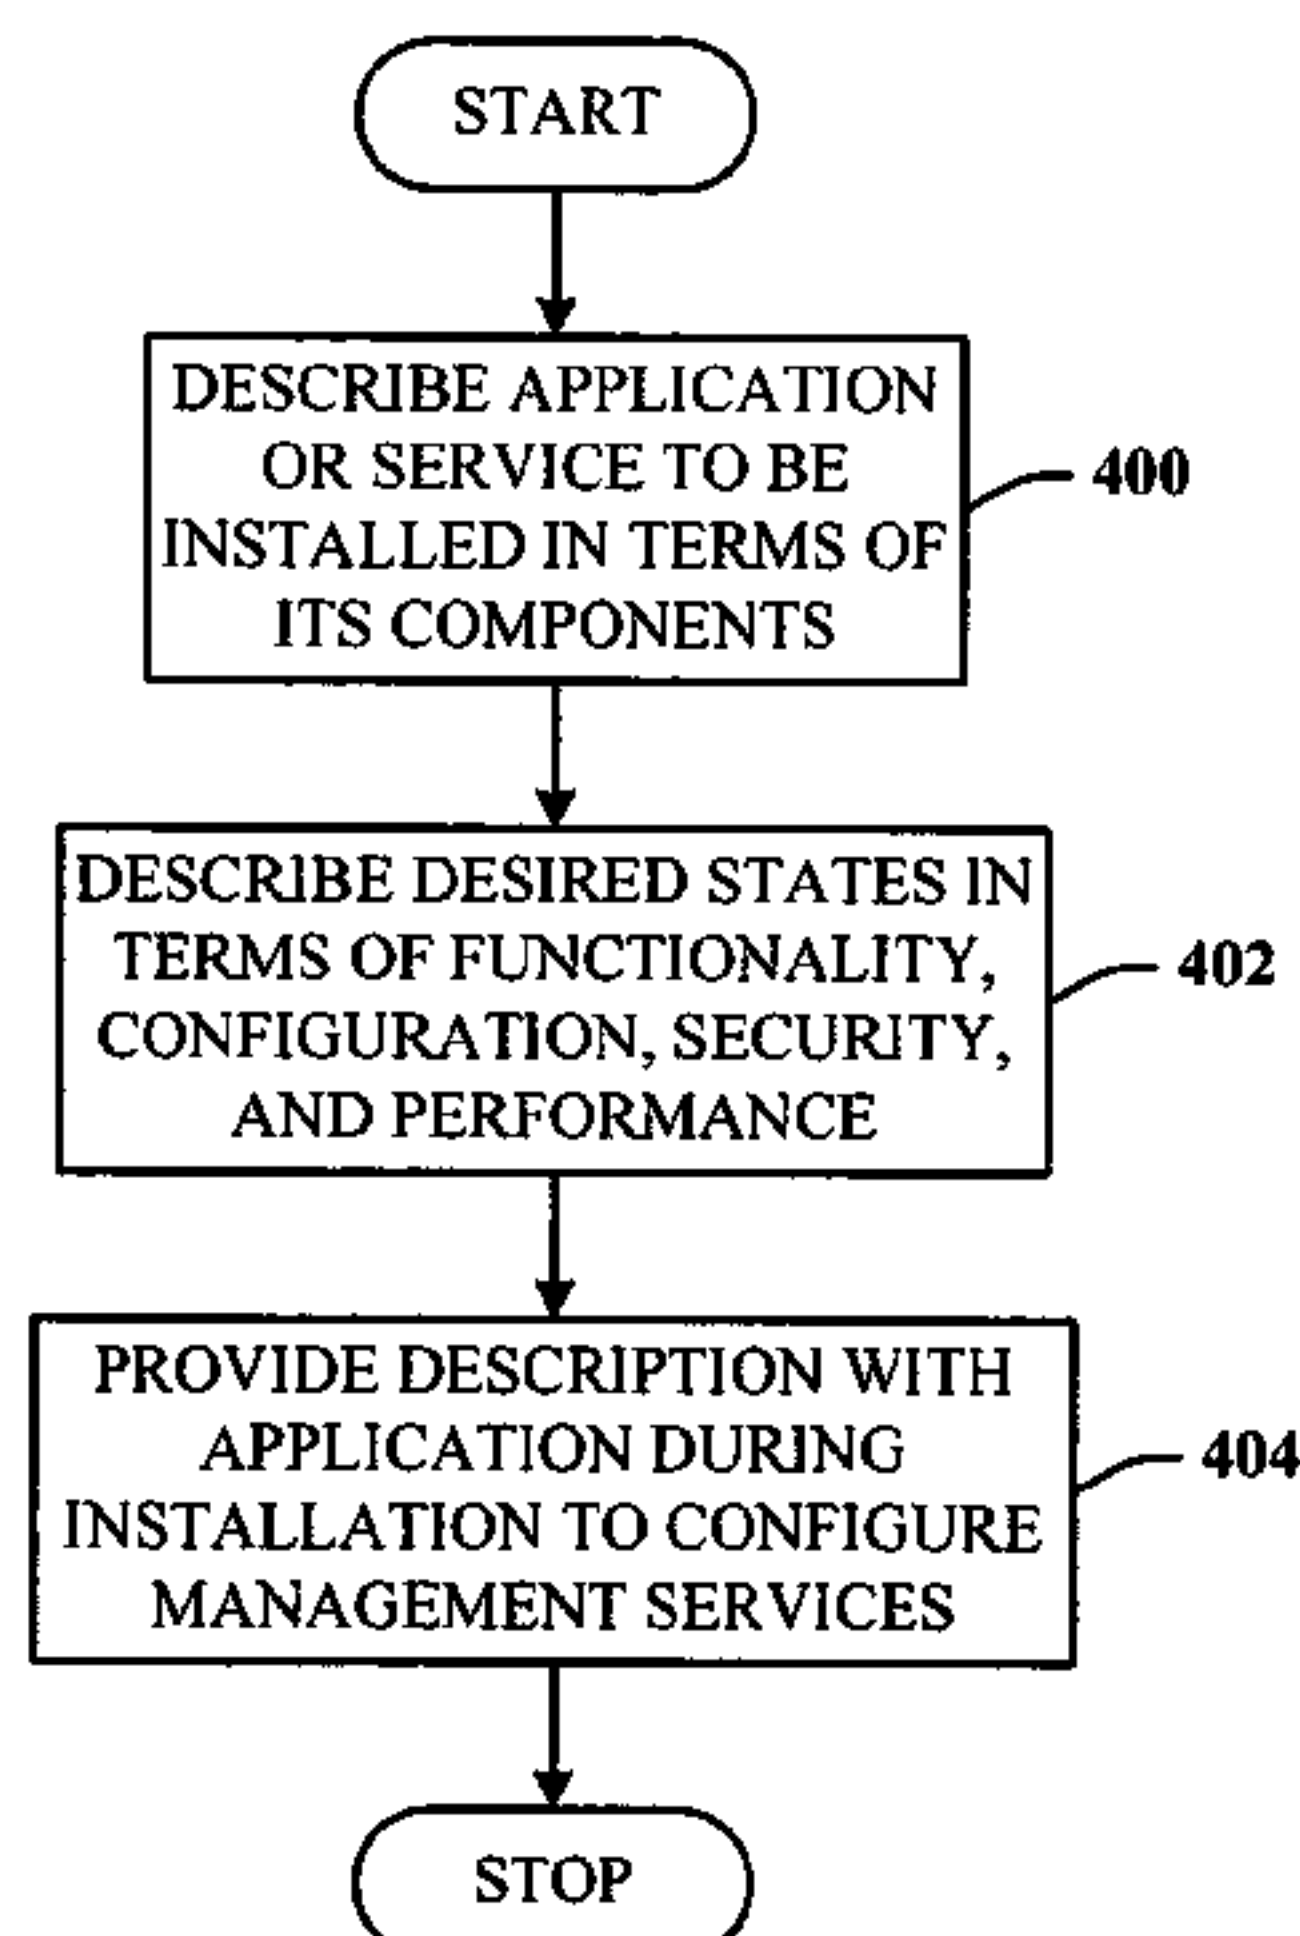 START
DESCRIBE APPLICATION
OR SERVICE TO BE
INSTALLED IN TERMS OF
ITS COMPONENTS
400
DESCRIBE DESIRED STATES IN
TERMS OF FUNCTIONALITY,
CONFIGURATION, SECURITY,
AND PERFORMANCE
402
PROVIDE DESCRIPTION WITH
APPLICATION DURING
INSTALLATION TO CONFIGURE
MANAGEMENT SERVICES
404
STOP